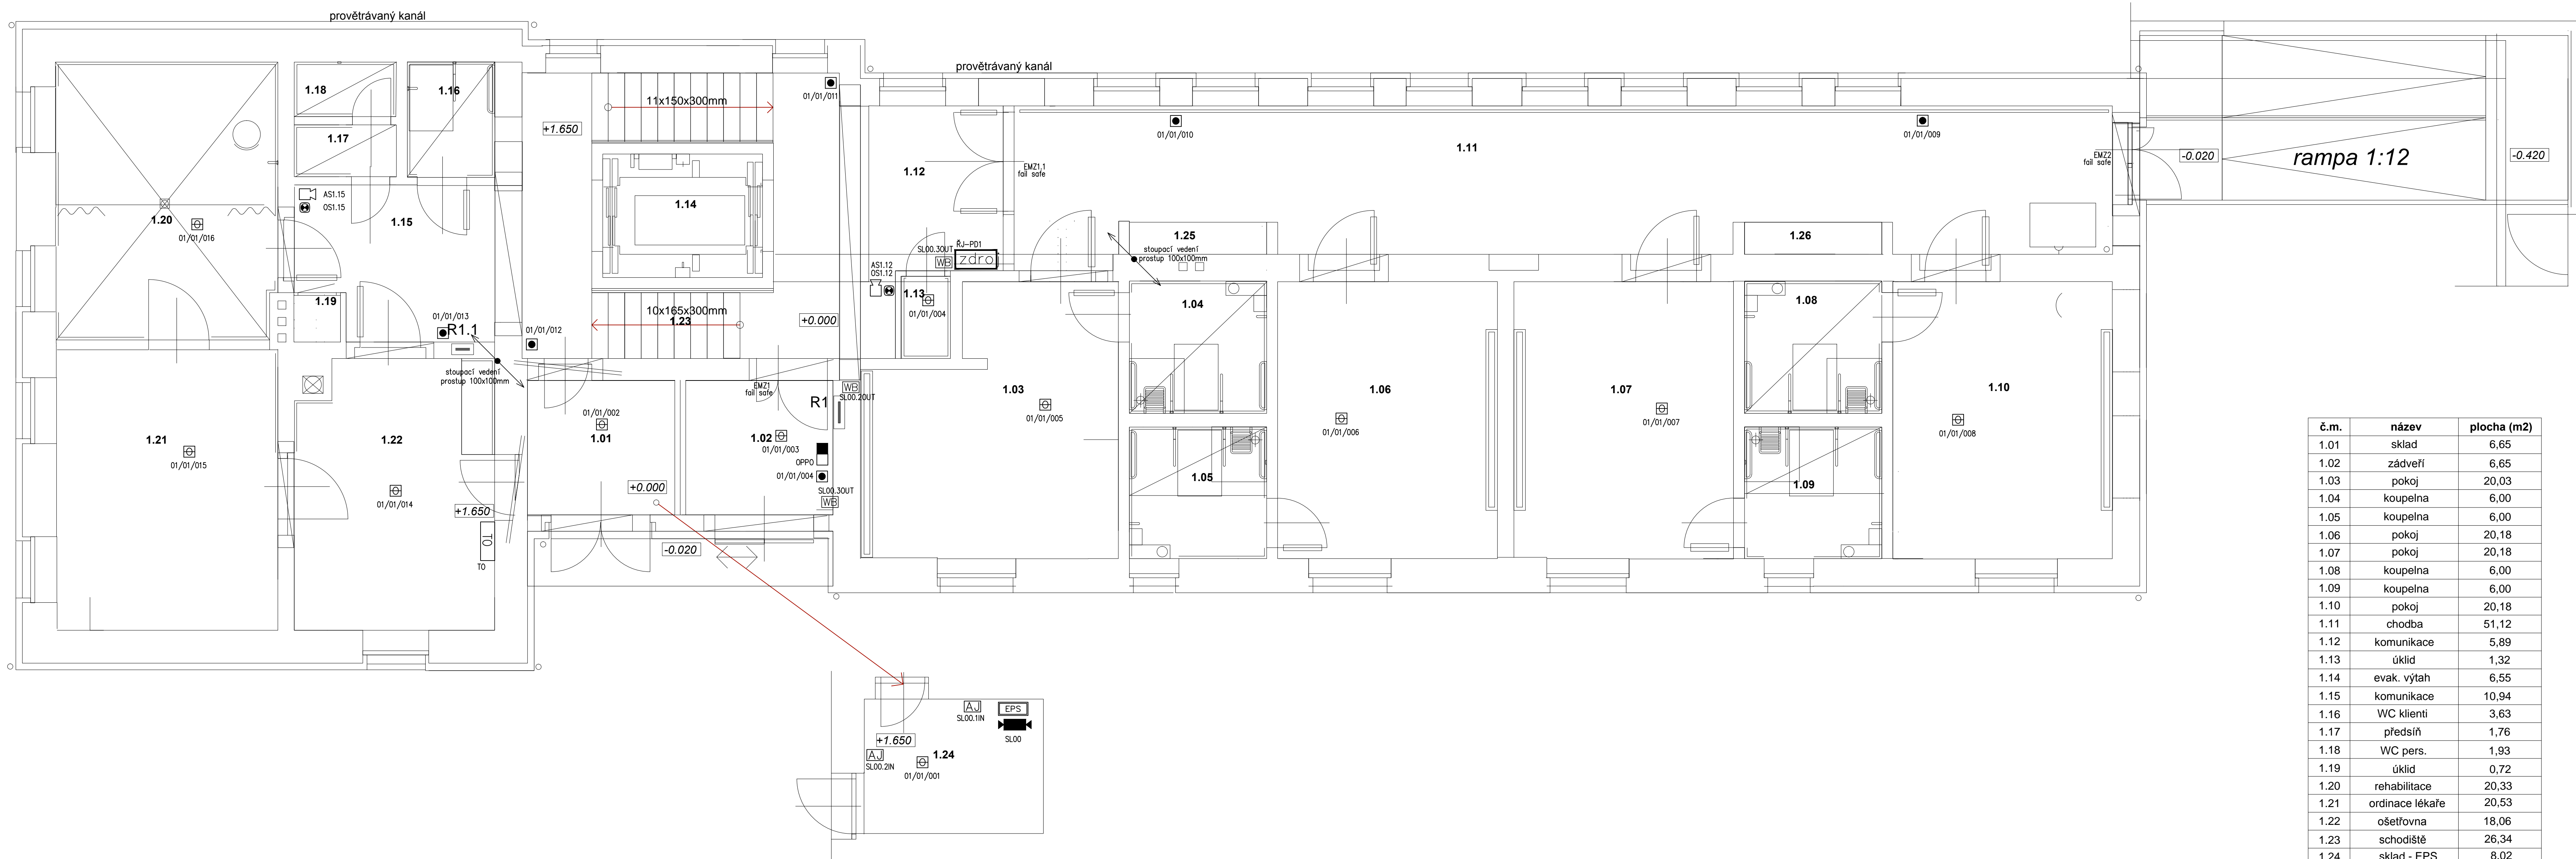 provětrávaný kanál
provětrávaný kanál
1.18
1.16
1.17
11x150x300mm
+1.650
01/01/011
01/01/010
01/01/009
1.11
1.12
EMZ1.1
fail safe
EMZ2
fail safe
-0.020
rampa 1:12
-0.420
AS1.15
OS1.15
1.20
01/01/016
1.15
1.14
1.25
1.26
stoupací vedení
prostup 100x100mm
SL00.3OUT
ŘJ-PD1
WB
zdroj
AS1.12
OS1.12
1.13
01/01/004
1.19
01/01/013
R1.1
01/01/012
10x165x300mm
1.23
+0.000
1.04
1.08
stoupací vedení
prostup 100x100mm
EMZ1
fail safe
WB
SL00.2OUT
R1
1.03
01/01/005
1.06
01/01/006
1.07
01/01/007
1.10
01/01/008
1.21
01/01/015
1.22
01/01/014
01/01/002
1.01
1.02
01/01/003
OPPO
01/01/004
SL00.3OUT
WB
1.05
1.09
+0.000
+1.650
TO
TO
-0.020
AJ
SL00.1IN
EPS
SL00
+1.650
AJ
SL00.2IN
1.24
01/01/001
č.m. název plocha (m2)
1.01 sklad 6,65
1.02 zádveří 6,65
1.03 pokoj 20,03
1.04 koupelna 6,00
1.05 koupelna 6,00
1.06 pokoj 20,18
1.07 pokoj 20,18
1.08 koupelna 6,00
1.09 koupelna 6,00
1.10 pokoj 20,18
1.11 chodba 51,12
1.12 komunikace 5,89
1.13 úklid 1,32
1.14 evak. výtah 6,55
1.15 komunikace 10,94
1.16 WC klienti 3,63
1.17 předsíň 1,76
1.18 WC pers. 1,93
1.19 úklid 0,72
1.20 rehabilitace 20,33
1.21 ordinace lékaře 20,53
1.22 ošetřovna 18,06
1.23 schodiště 26,34
1.24 sklad - EPS 8,02